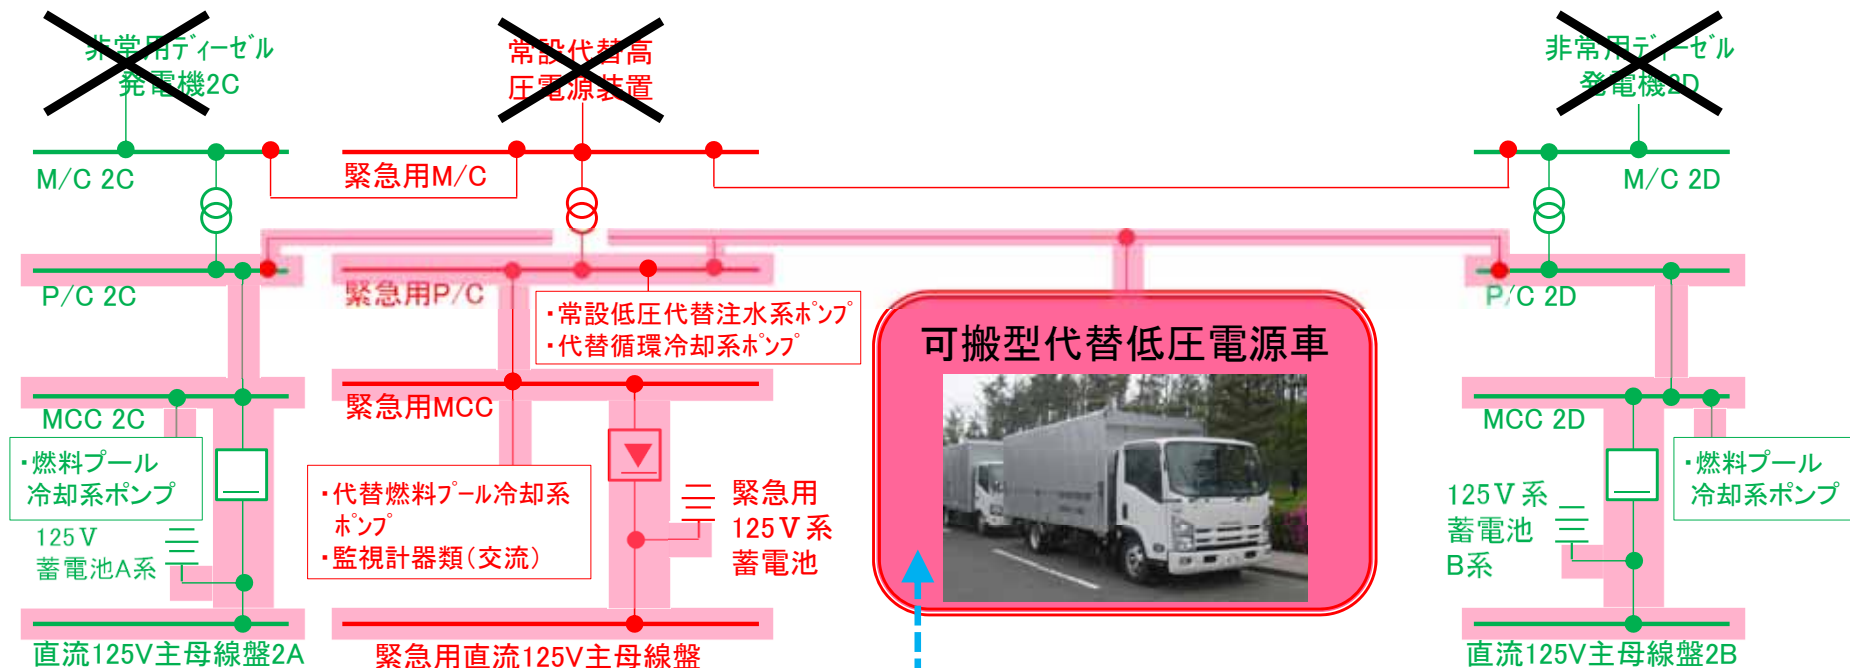 非常用ディーゼル
発電機2C
常設代替高
圧電源装置
非常用ディーゼル
発電機2D
M/C 2C
緊急用M/C
M/C 2D
P/C 2C
緊急用P/C
P/C 2D
・常設低圧代替注水系ポンプ
・代替循環冷却系ポンプ
可搬型代替低圧電源車
MCC 2C
緊急用MCC
MCC 2D
・燃料プール
冷却系ポンプ
・代替燃料プール冷却系
ポンプ
・監視計器類(交流)
緊急用
125V系
蓄電池
・燃料プール
冷却系ポンプ
125V
蓄電池A系
125V系
蓄電池
B系
直流125V主母線盤2A
緊急用直流125V主母線盤
直流125V主母線盤2B